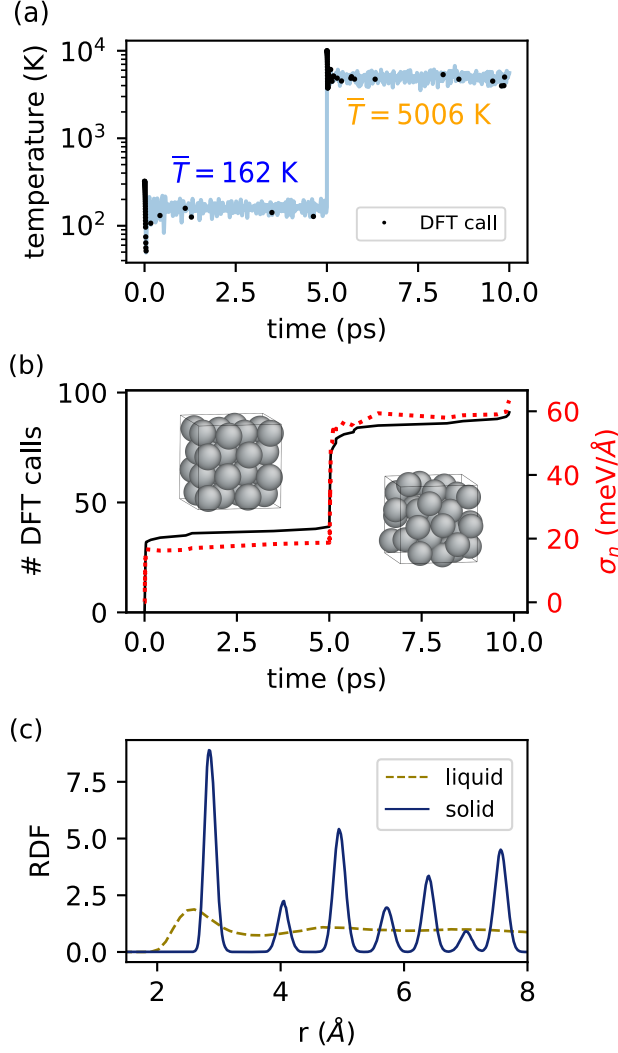 (a)
temperature (K)
10⁴
10³
10²
T̅ = 162 K
T̅ = 5006 K
DFT call
0.0 2.5 5.0 7.5 10.0
time (ps)
(b)
# DFT calls
100
50
0
60
40
20
0
σₙ (meV/Å)
0.0 2.5 5.0 7.5 10.0
time (ps)
(c)
RDF
7.5
5.0
2.5
0.0
liquid
solid
2 4 6 8
r (Å)